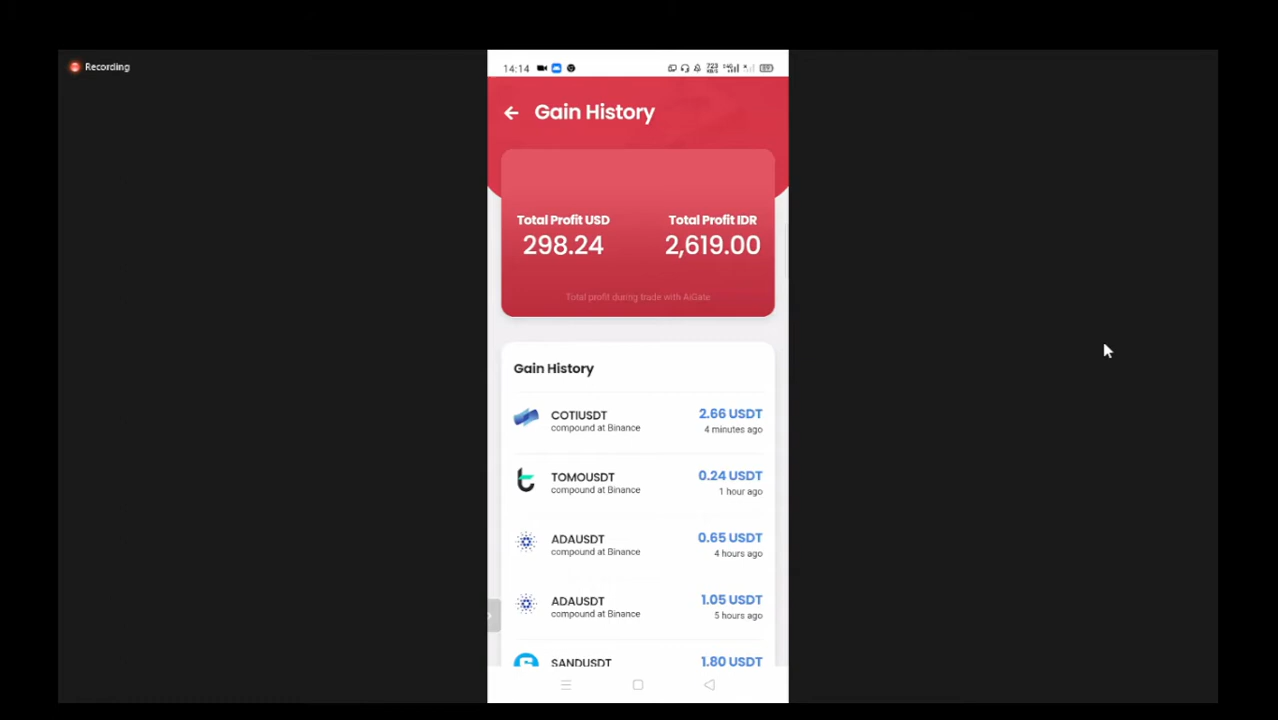 Recording
14:14
Gain History
Total Profit USD
298.24
Total Profit IDR
2,619.00
Total profit during trade with AiGate
Gain History
COTIUSDT
compound at Binance
2.66 USDT
4 minutes ago
TOMOUSDT
compound at Binance
0.24 USDT
1 hour ago
ADAUSDT
compound at Binance
0.65 USDT
4 hours ago
ADAUSDT
compound at Binance
1.05 USDT
5 hours ago
SANDUSDT
1.80 USDT